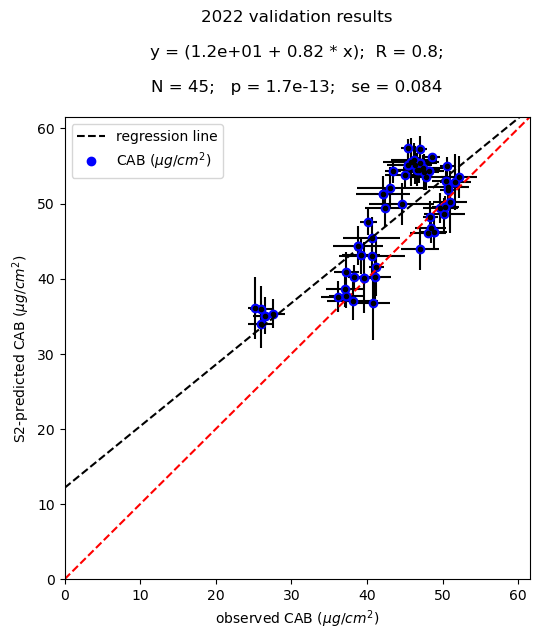 2022 validation results
y = (1.2e+01 + 0.82 * x);  R = 0.8;
N = 45;   p = 1.7e-13;   se = 0.084
60
50
40
30
20
10
0
S2-predicted CAB (μg/cm²)
regression line
CAB (μg/cm²)
0 10 20 30 40 50 60
observed CAB (μg/cm²)